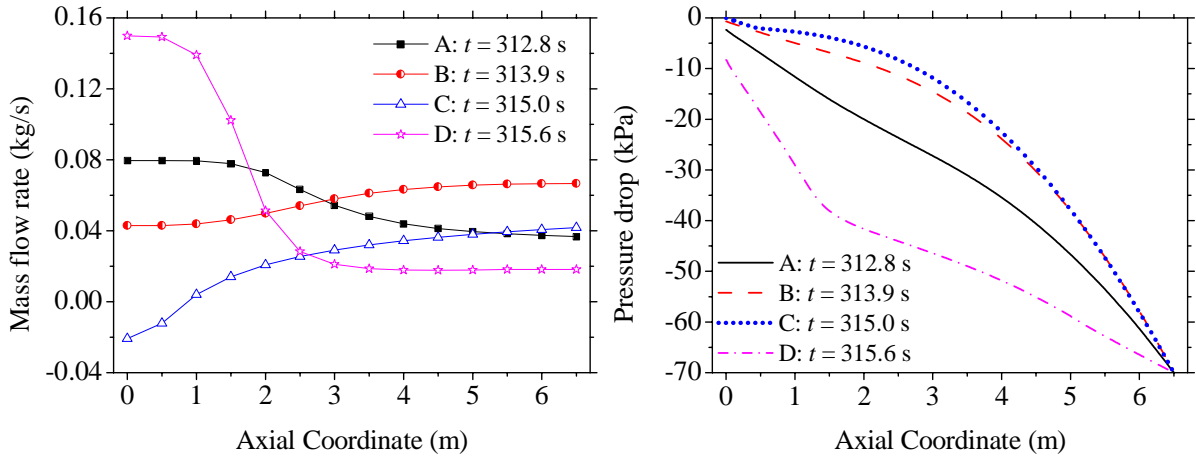 0.16
0.12
0.08
0.04
0.00
-0.04
Mass flow rate (kg/s)
A: t = 312.8 s
B: t = 313.9 s
C: t = 315.0 s
D: t = 315.6 s
0 1 2 3 4 5 6
Axial Coordinate (m)
0
-10
-20
-30
-40
-50
-60
-70
Pressure drop (kPa)
A: t = 312.8 s
B: t = 313.9 s
C: t = 315.0 s
D: t = 315.6 s
0 1 2 3 4 5 6
Axial Coordinate (m)